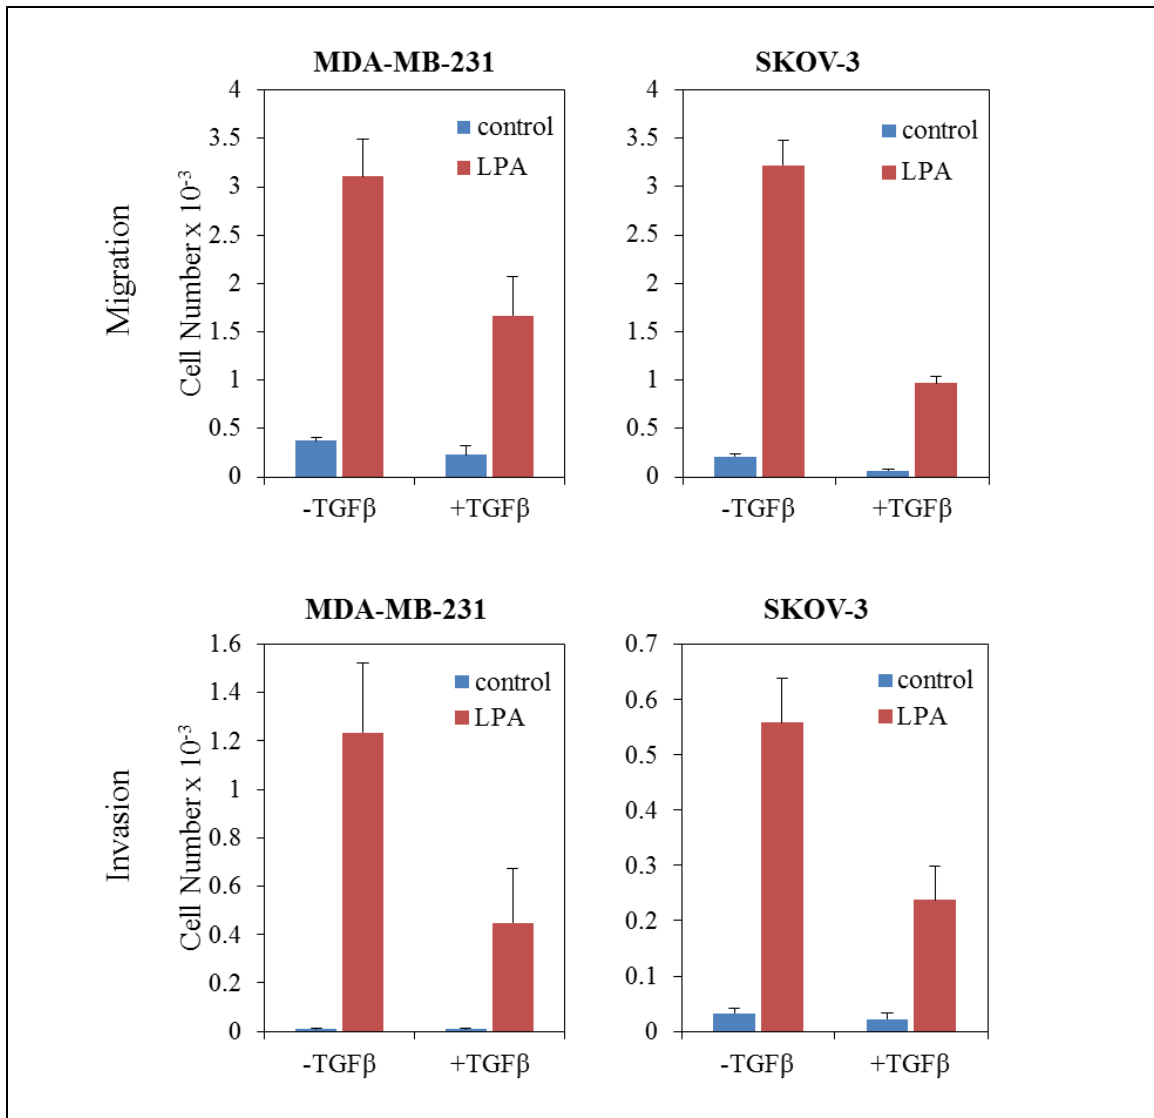 MDA-MB-231
SKOV-3
Migration
Cell Number x 10-3
4
3.5
3
2.5
2
1.5
1
0.5
0
control
LPA
-TGFβ
+TGFβ
4
3.5
3
2.5
2
1.5
1
0.5
0
control
LPA
-TGFβ
+TGFβ
MDA-MB-231
SKOV-3
Invasion
Cell Number x 10-3
1.6
1.4
1.2
1
0.8
0.6
0.4
0.2
0
control
LPA
-TGFβ
+TGFβ
0.7
0.6
0.5
0.4
0.3
0.2
0.1
0
control
LPA
-TGFβ
+TGFβ